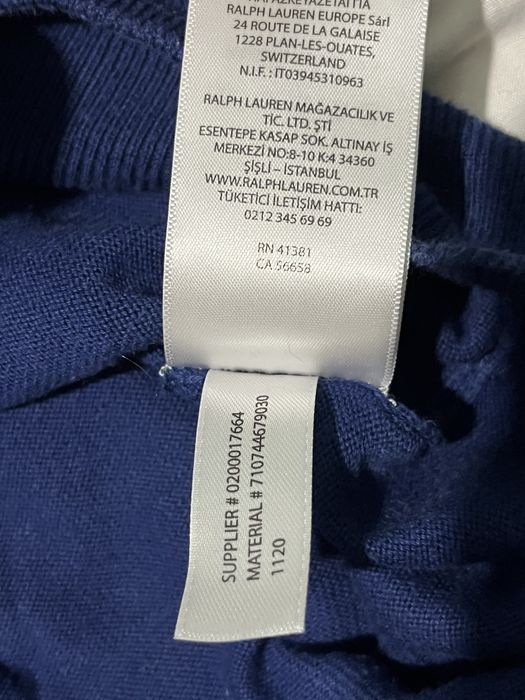 RALPH LAUREN EUROPE Sárl
24 ROUTE DE LA GALAISE
1228 PLAN-LES-OUATES,
SWITZERLAND
N.I.F. : IT03945310963
RALPH LAUREN MAĞAZACILIK VE
TİC. LTD. ŞTİ
ESENTEPE KASAP SOK. ALTINAY İŞ
MERKEZİ NO:8-10 K:4 34360
ŞİŞLİ – İSTANBUL
WWW.RALPHLAUREN.COM.TR
TÜKETİCİ İLETİŞİM HATTI:
0212 345 69 69
RN 41381
CA 56658
SUPPLIER # 0200017664
MATERIAL # 710744679030
1120